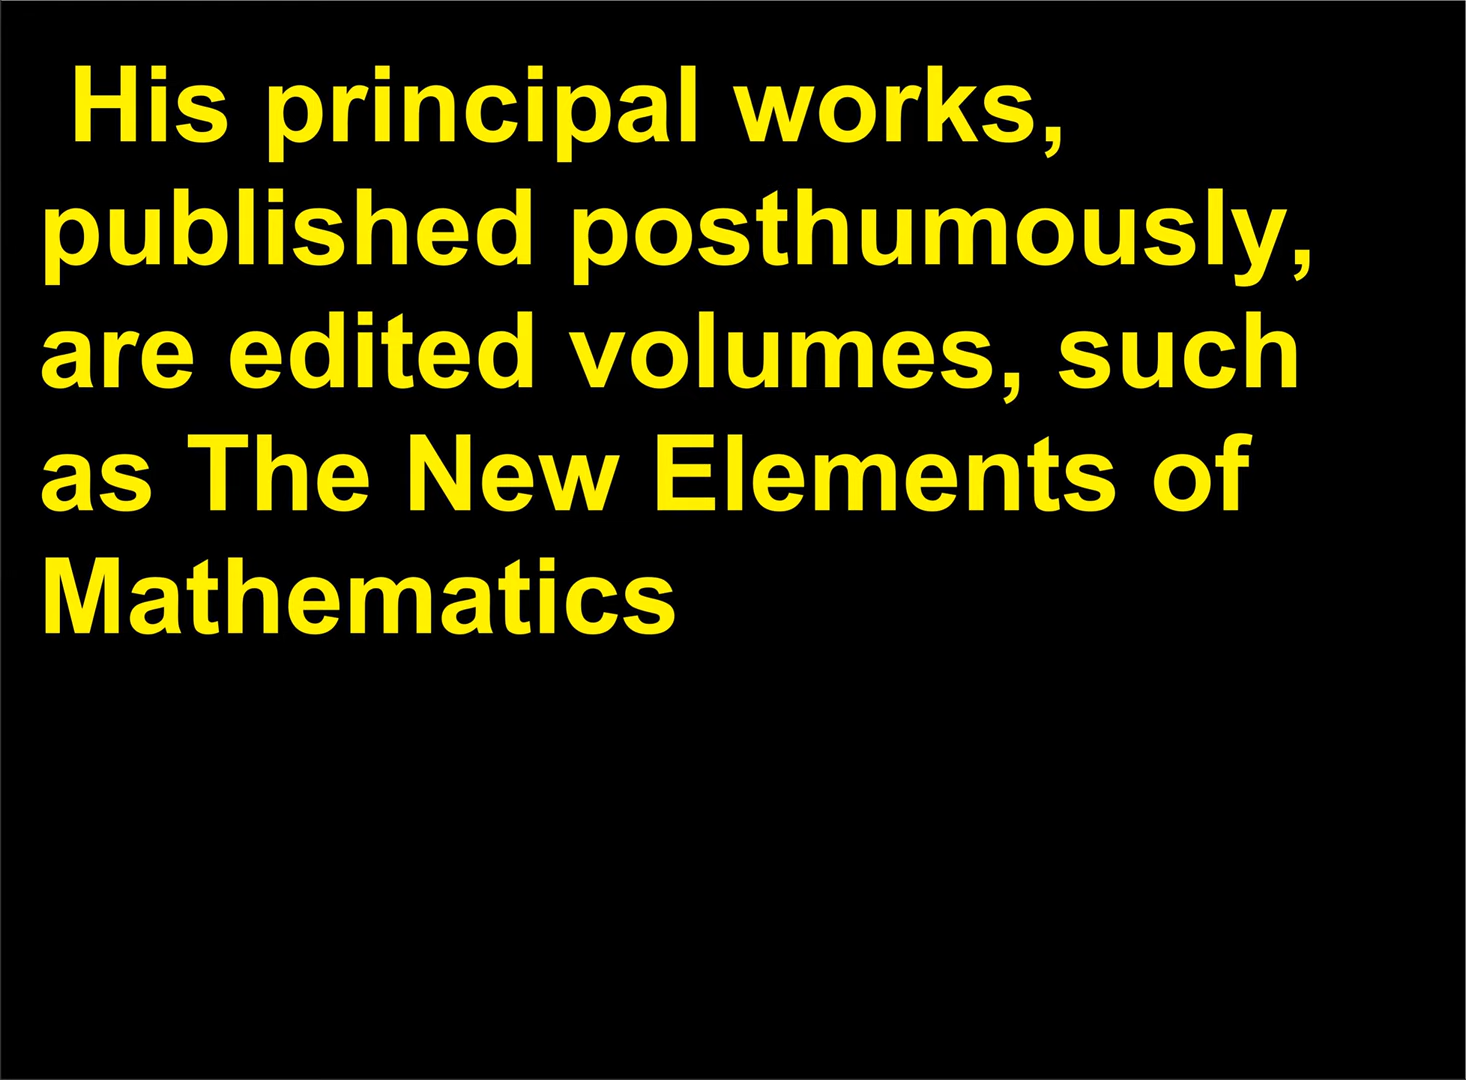 His principal works,
published posthumously,
are edited volumes, such
as The New Elements of
Mathematics